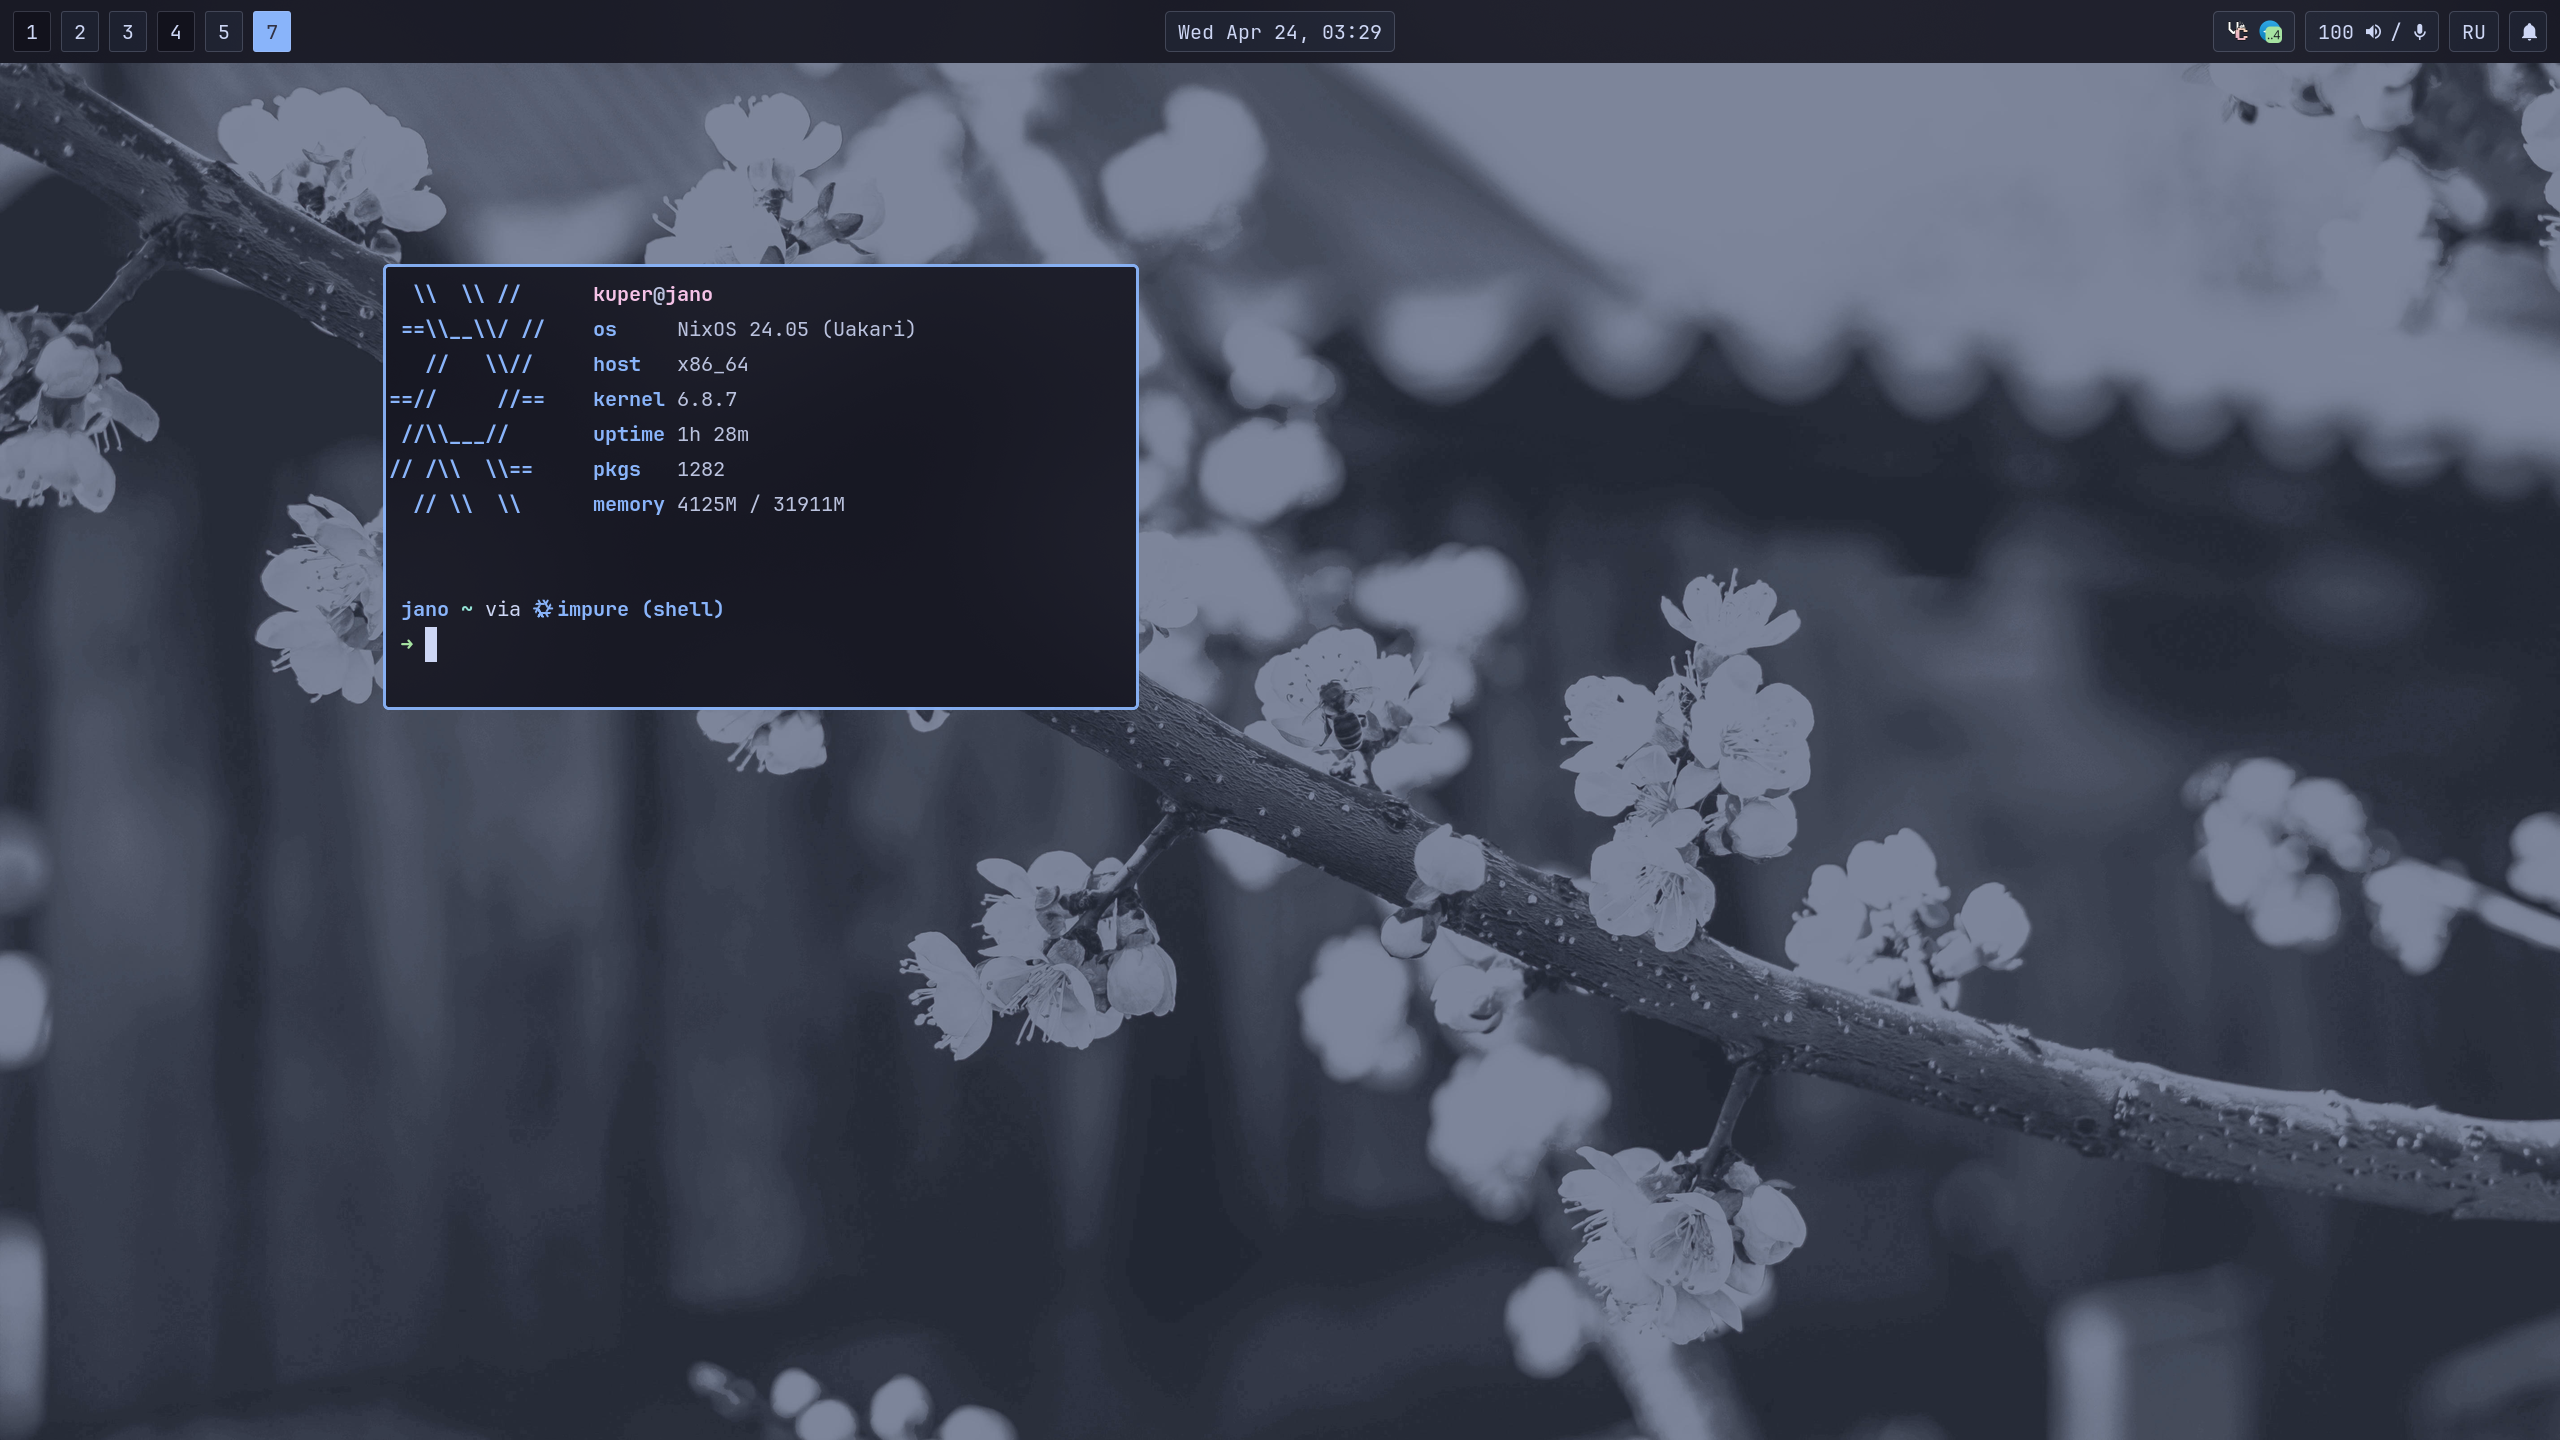 1 2 3 4 5 7
Wed Apr 24, 03:29
..4 100 / RU
  \\  \\ //      kuper@jano
 ==\\__\\/ //    os     NixOS 24.05 (Uakari)
   //   \\//     host   x86_64
==//     //==    kernel 6.8.7
 //\\___//       uptime 1h 28m
// /\\  \\==     pkgs   1282
  // \\  \\      memory 4125M / 31911M
jano ~ via impure (shell)
➜